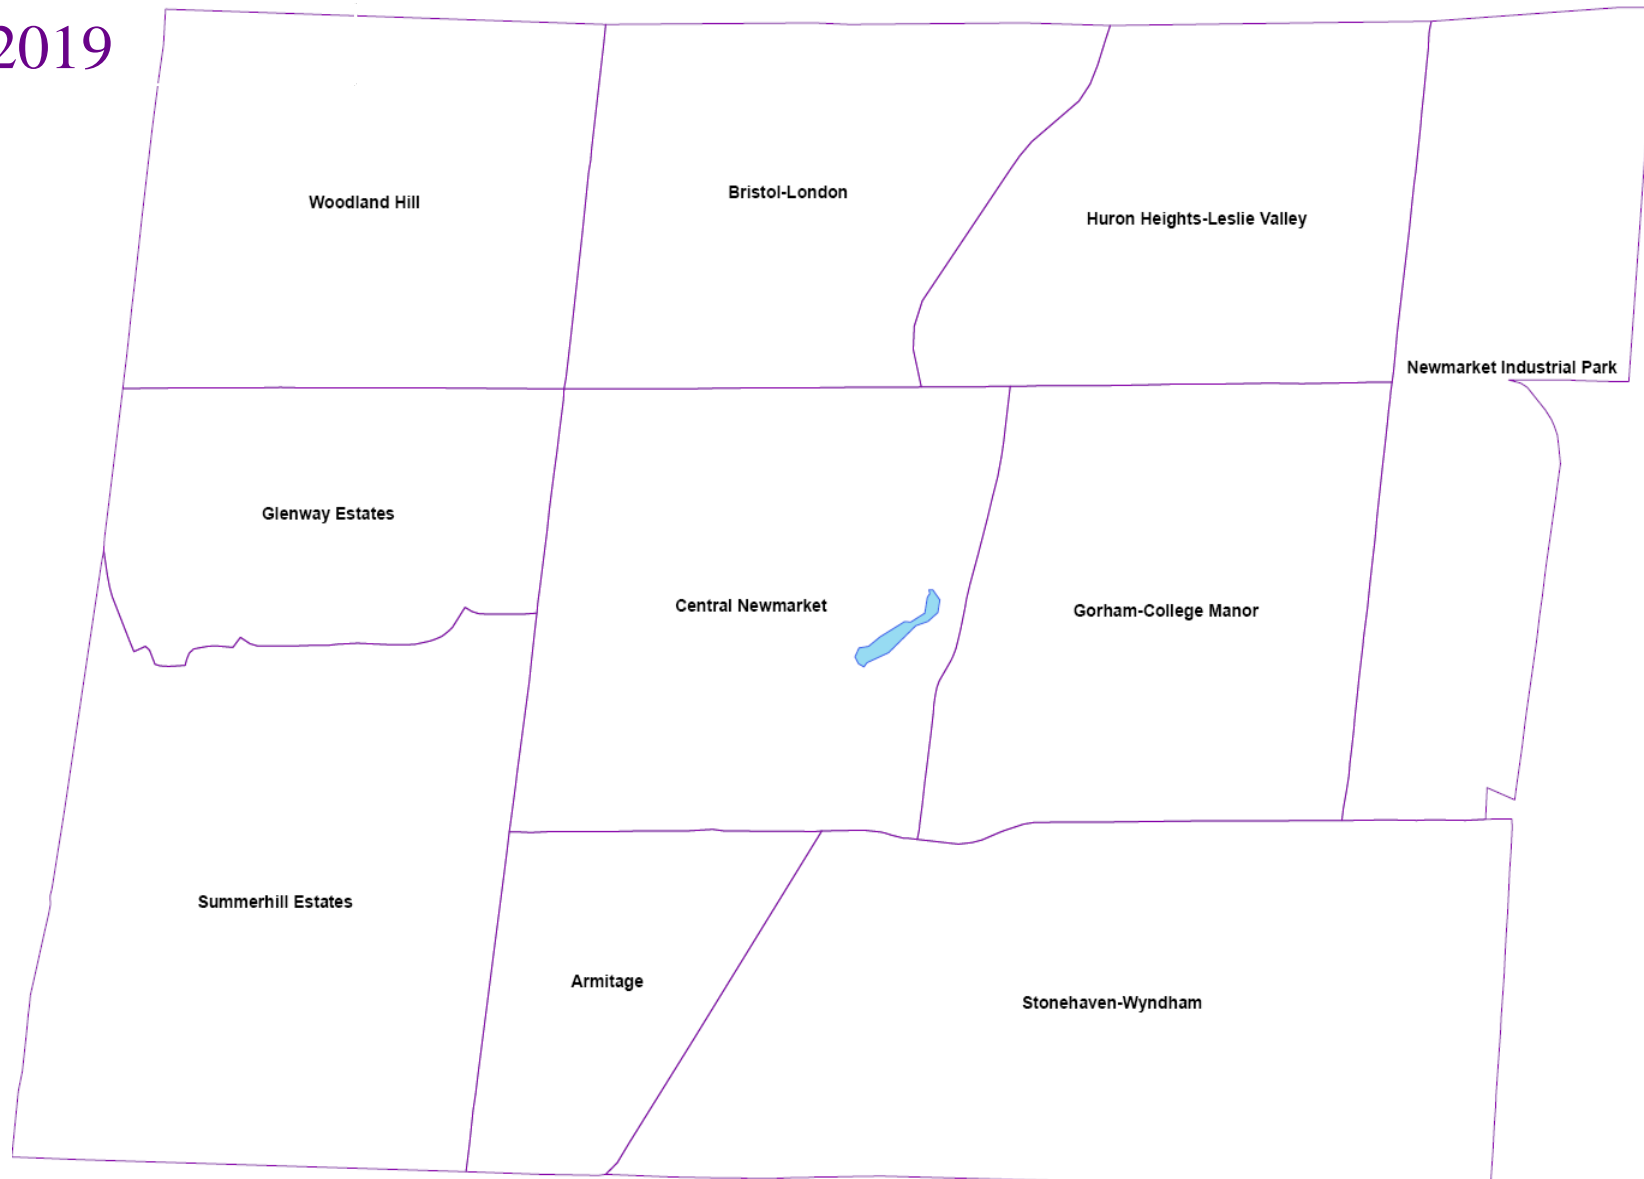 2019
Woodland Hill
Bristol-London
Huron Heights-Leslie Valley
Newmarket Industrial Park
Glenway Estates
Central Newmarket
Gorham-College Manor
Summerhill Estates
Armitage
Stonehaven-Wyndham